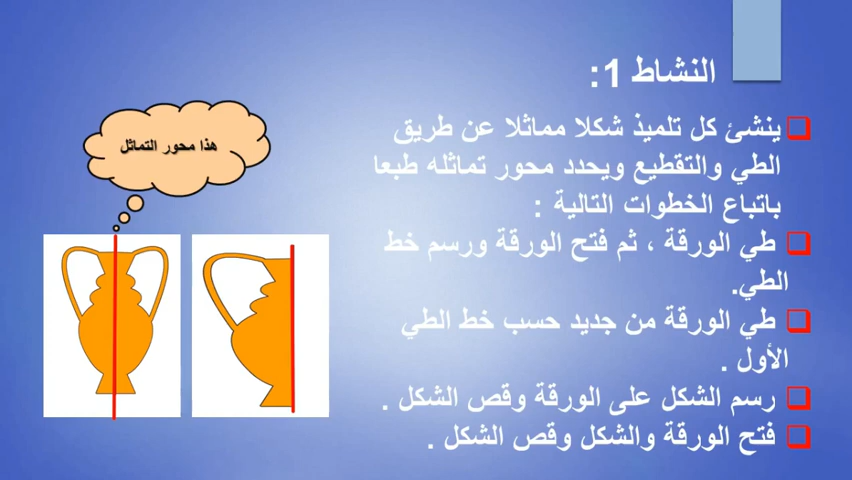 النشاط 1:
ينشئ كل تلميذ شكلا مماثلا عن طريق
الطي والتقطيع ويحدد محور تماثله طبعا
باتباع الخطوات التالية :
طي الورقة ، ثم فتح الورقة ورسم خط
الطي.
طي الورقة من جديد حسب خط الطي
الأول .
رسم الشكل على الورقة وقص الشكل .
فتح الورقة والشكل وقص الشكل .
هذا محور التماثل